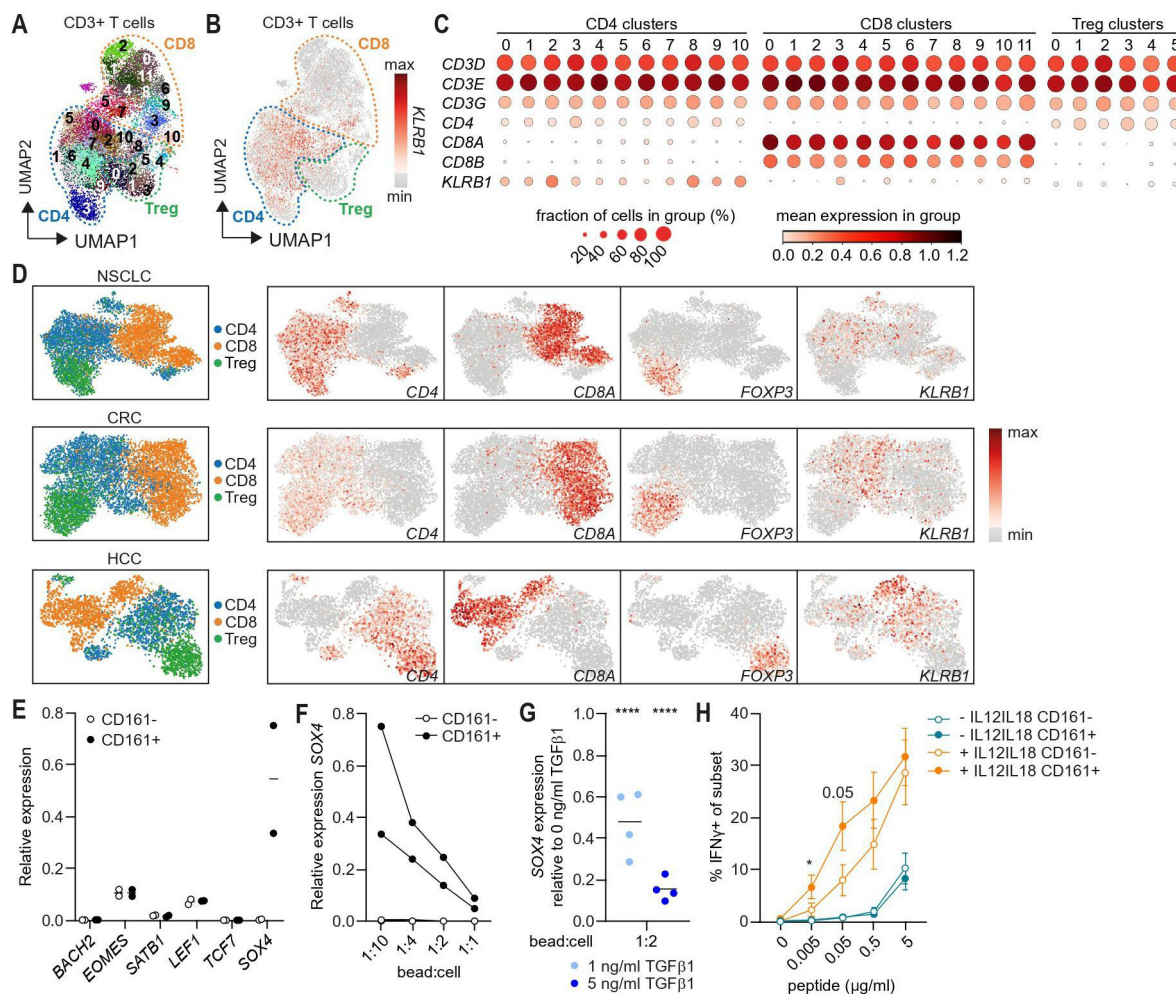 A
CD3+ T cells
CD8
CD4
Treg
UMAP2
UMAP1
B
CD3+ T cells
CD8
CD4
Treg
UMAP2
UMAP1
max
KLRB1
min
C
CD4 clusters
CD8 clusters
Treg clusters
0 1 2 3 4 5 6 7 8 9 10
0 1 2 3 4 5 6 7 8 9 10 11
0 1 2 3 4 5
CD3D
CD3E
CD3G
CD4
CD8A
CD8B
KLRB1
fraction of cells in group (%)
20 40 60 80 100
mean expression in group
0.0 0.2 0.4 0.6 0.8 1.0 1.2
D
NSCLC
CD4
CD8
Treg
CD4
CD8A
FOXP3
KLRB1
CRC
CD4
CD8
Treg
CD4
CD8A
FOXP3
KLRB1
max
min
HCC
CD4
CD8
Treg
CD4
CD8A
FOXP3
KLRB1
E
CD161-
CD161+
Relative expression
0.8
0.6
0.4
0.2
0.0
BACH2
EOMES
SATB1
LEF1
TCF7
SOX4
F
CD161-
CD161+
Relative expression SOX4
0.8
0.6
0.4
0.2
0.0
1:10
1:4
1:2
1:1
bead:cell
G
**** ****
SOX4 expression
relative to 0 ng/ml TGFβ1
1.0
0.8
0.6
0.4
0.2
0.0
bead:cell
1:2
1 ng/ml TGFβ1
5 ng/ml TGFβ1
H
- IL12IL18 CD161-
- IL12IL18 CD161+
+ IL12IL18 CD161-
+ IL12IL18 CD161+
% IFNγ+ of subset
40
30
20
10
0
*
0.05
0
0.005
0.05
0.5
5
peptide (µg/ml)